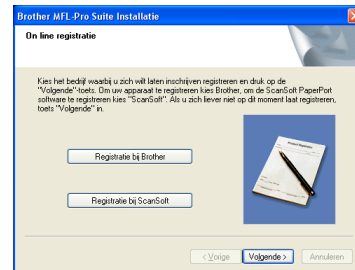 Brother MFL-Pro Suite Installatie
On line registratie
Kies het bedrijf waarbij u zich wilt laten inschrijven registreren en druk op de
"Volgende"-toets. Om uw apparaat te registreren kies Brother, om de ScanSoft PaperPort
software te registreren kies "ScanSoft". Als u zich liever niet op dit moment laat registreren,
toets "Volgende" in.
Registratie bij Brother
Registratie bij ScanSoft
< Vorige
Volgende >
Annuleren